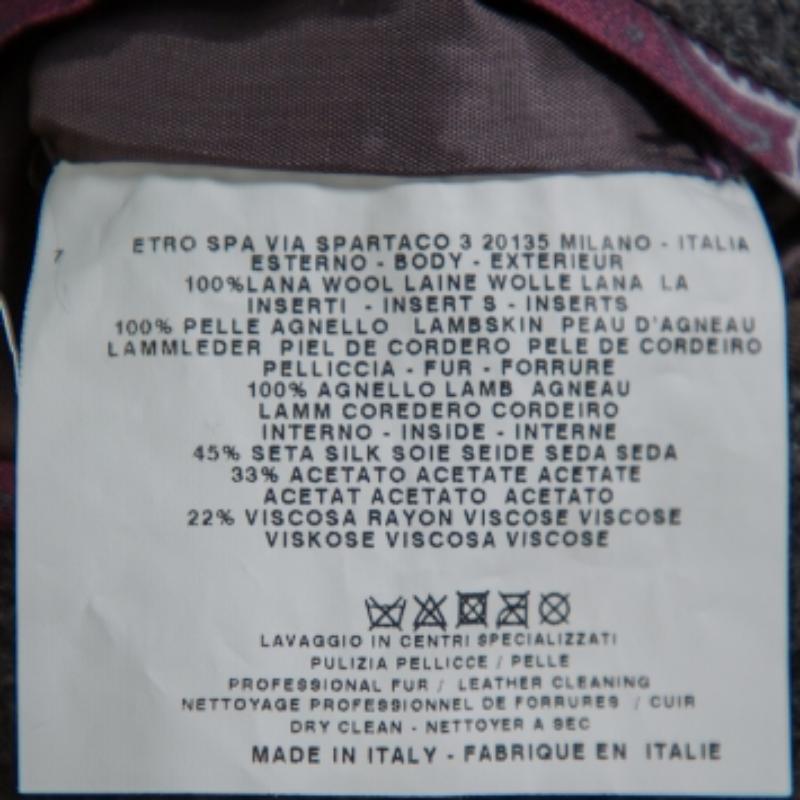 ETRO SPA VIA SPARTACO 3 20135 MILANO - ITALIA
ESTERNO - BODY - EXTERIEUR
100%LANA WOOL LAINE WOLLE LANA LA
INSERTI - INSERT S - INSERTS
100% PELLE AGNELLO LAMBSKIN PEAU D'AGNEAU
LAMMLEDER PIEL DE CORDERO PELE DE CORDEIRO
PELLICCIA - FUR - FORRURE
100% AGNELLO LAMB AGNEAU
LAMM COREDERO CORDEIRO
INTERNO - INSIDE - INTERNE
45% SETA SILK SOIE SEIDE SEDA SEDA
33% ACETATO ACETATE ACETATE
ACETAT ACETATO ACETATO
22% VISCOSA RAYON VISCOSE VISCOSE
VISKOSE VISCOSA VISCOSE
LAVAGGIO IN CENTRI SPECIALIZZATI
PULIZIA PELLICCE / PELLE
PROFESSIONAL FUR / LEATHER CLEANING
NETTOYAGE PROFESSIONNEL DE FORRURES / CUIR
DRY CLEAN - NETTOYER A SEC
MADE IN ITALY - FABRIQUE EN ITALIE